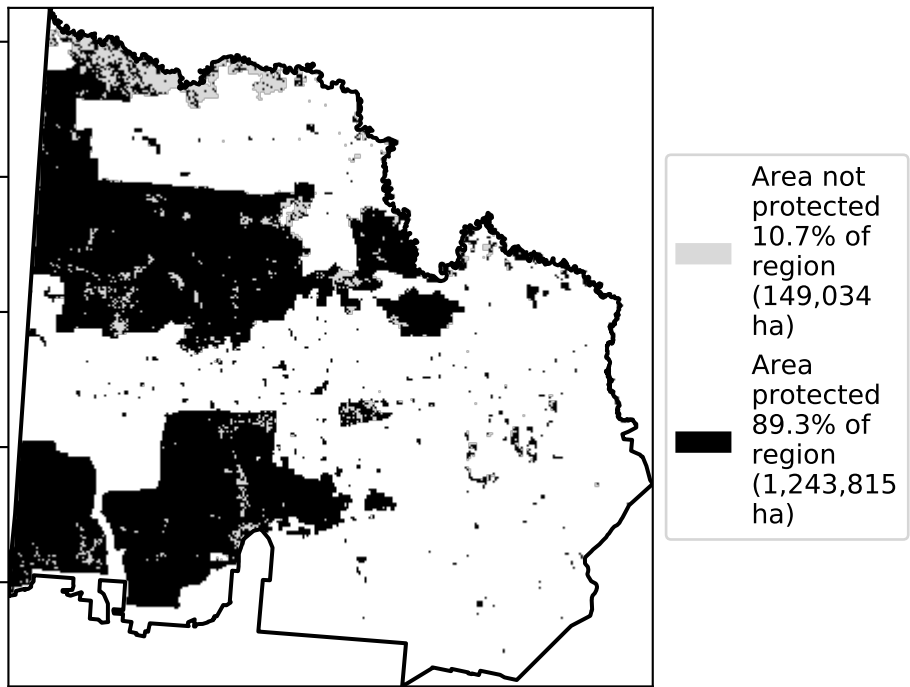 Area not
protected
10.7% of
region
(149,034
ha)
Area
protected
89.3% of
region
(1,243,815
ha)